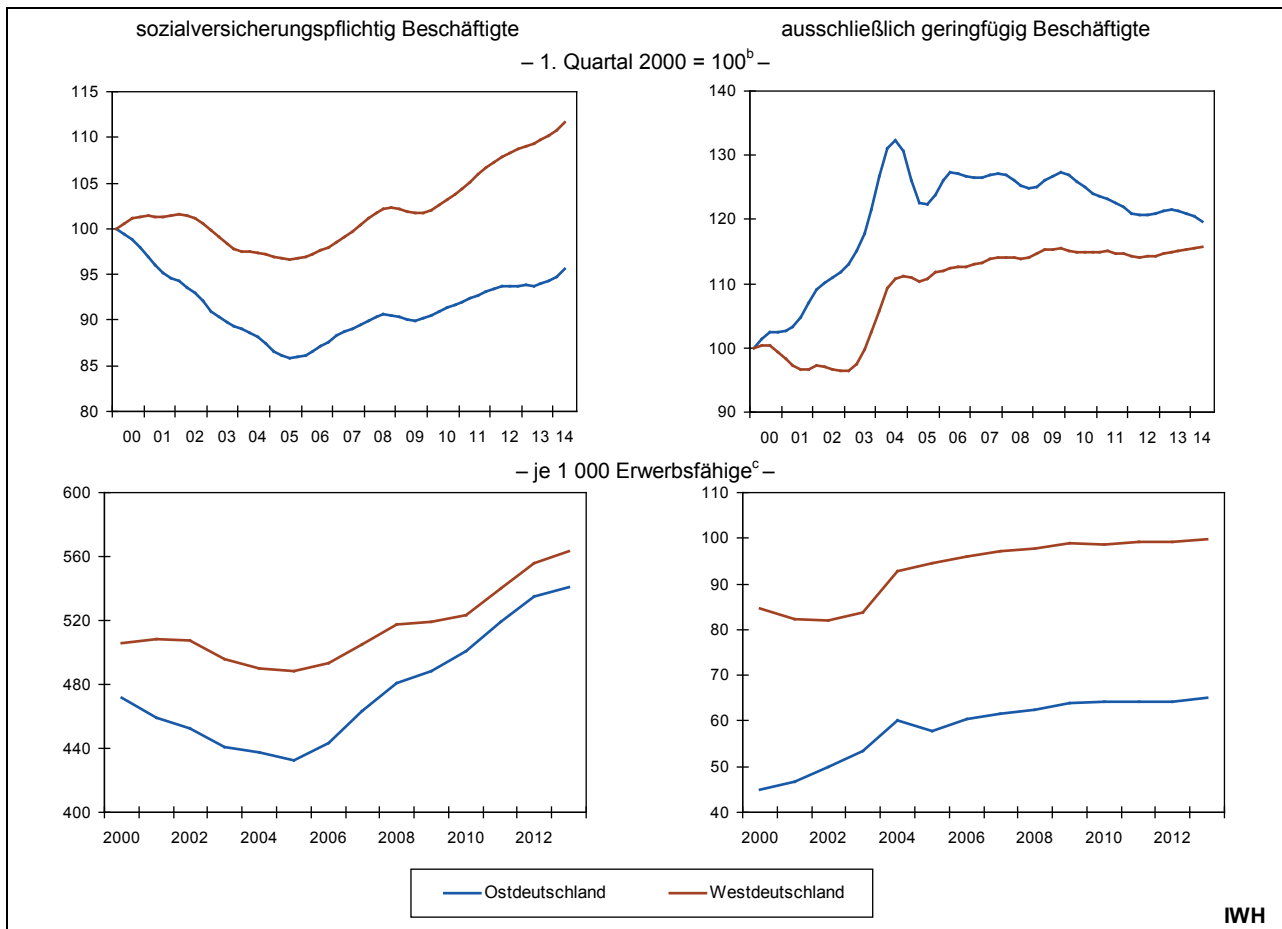 sozialversicherungspflichtig Beschäftigte
ausschließlich geringfügig Beschäftigte
– 1. Quartal 2000 = 100b –
115
110
105
100
95
90
85
80
00 01 02 03 04 05 06 07 08 09 10 11 12 13 14
140
130
120
110
100
90
00 01 02 03 04 05 06 07 08 09 10 11 12 13 14
– je 1 000 Erwerbsfähigec –
600
560
520
480
440
400
2000 2002 2004 2006 2008 2010 2012
110
100
90
80
70
60
50
40
2000 2002 2004 2006 2008 2010 2012
Ostdeutschland Westdeutschland
IWH